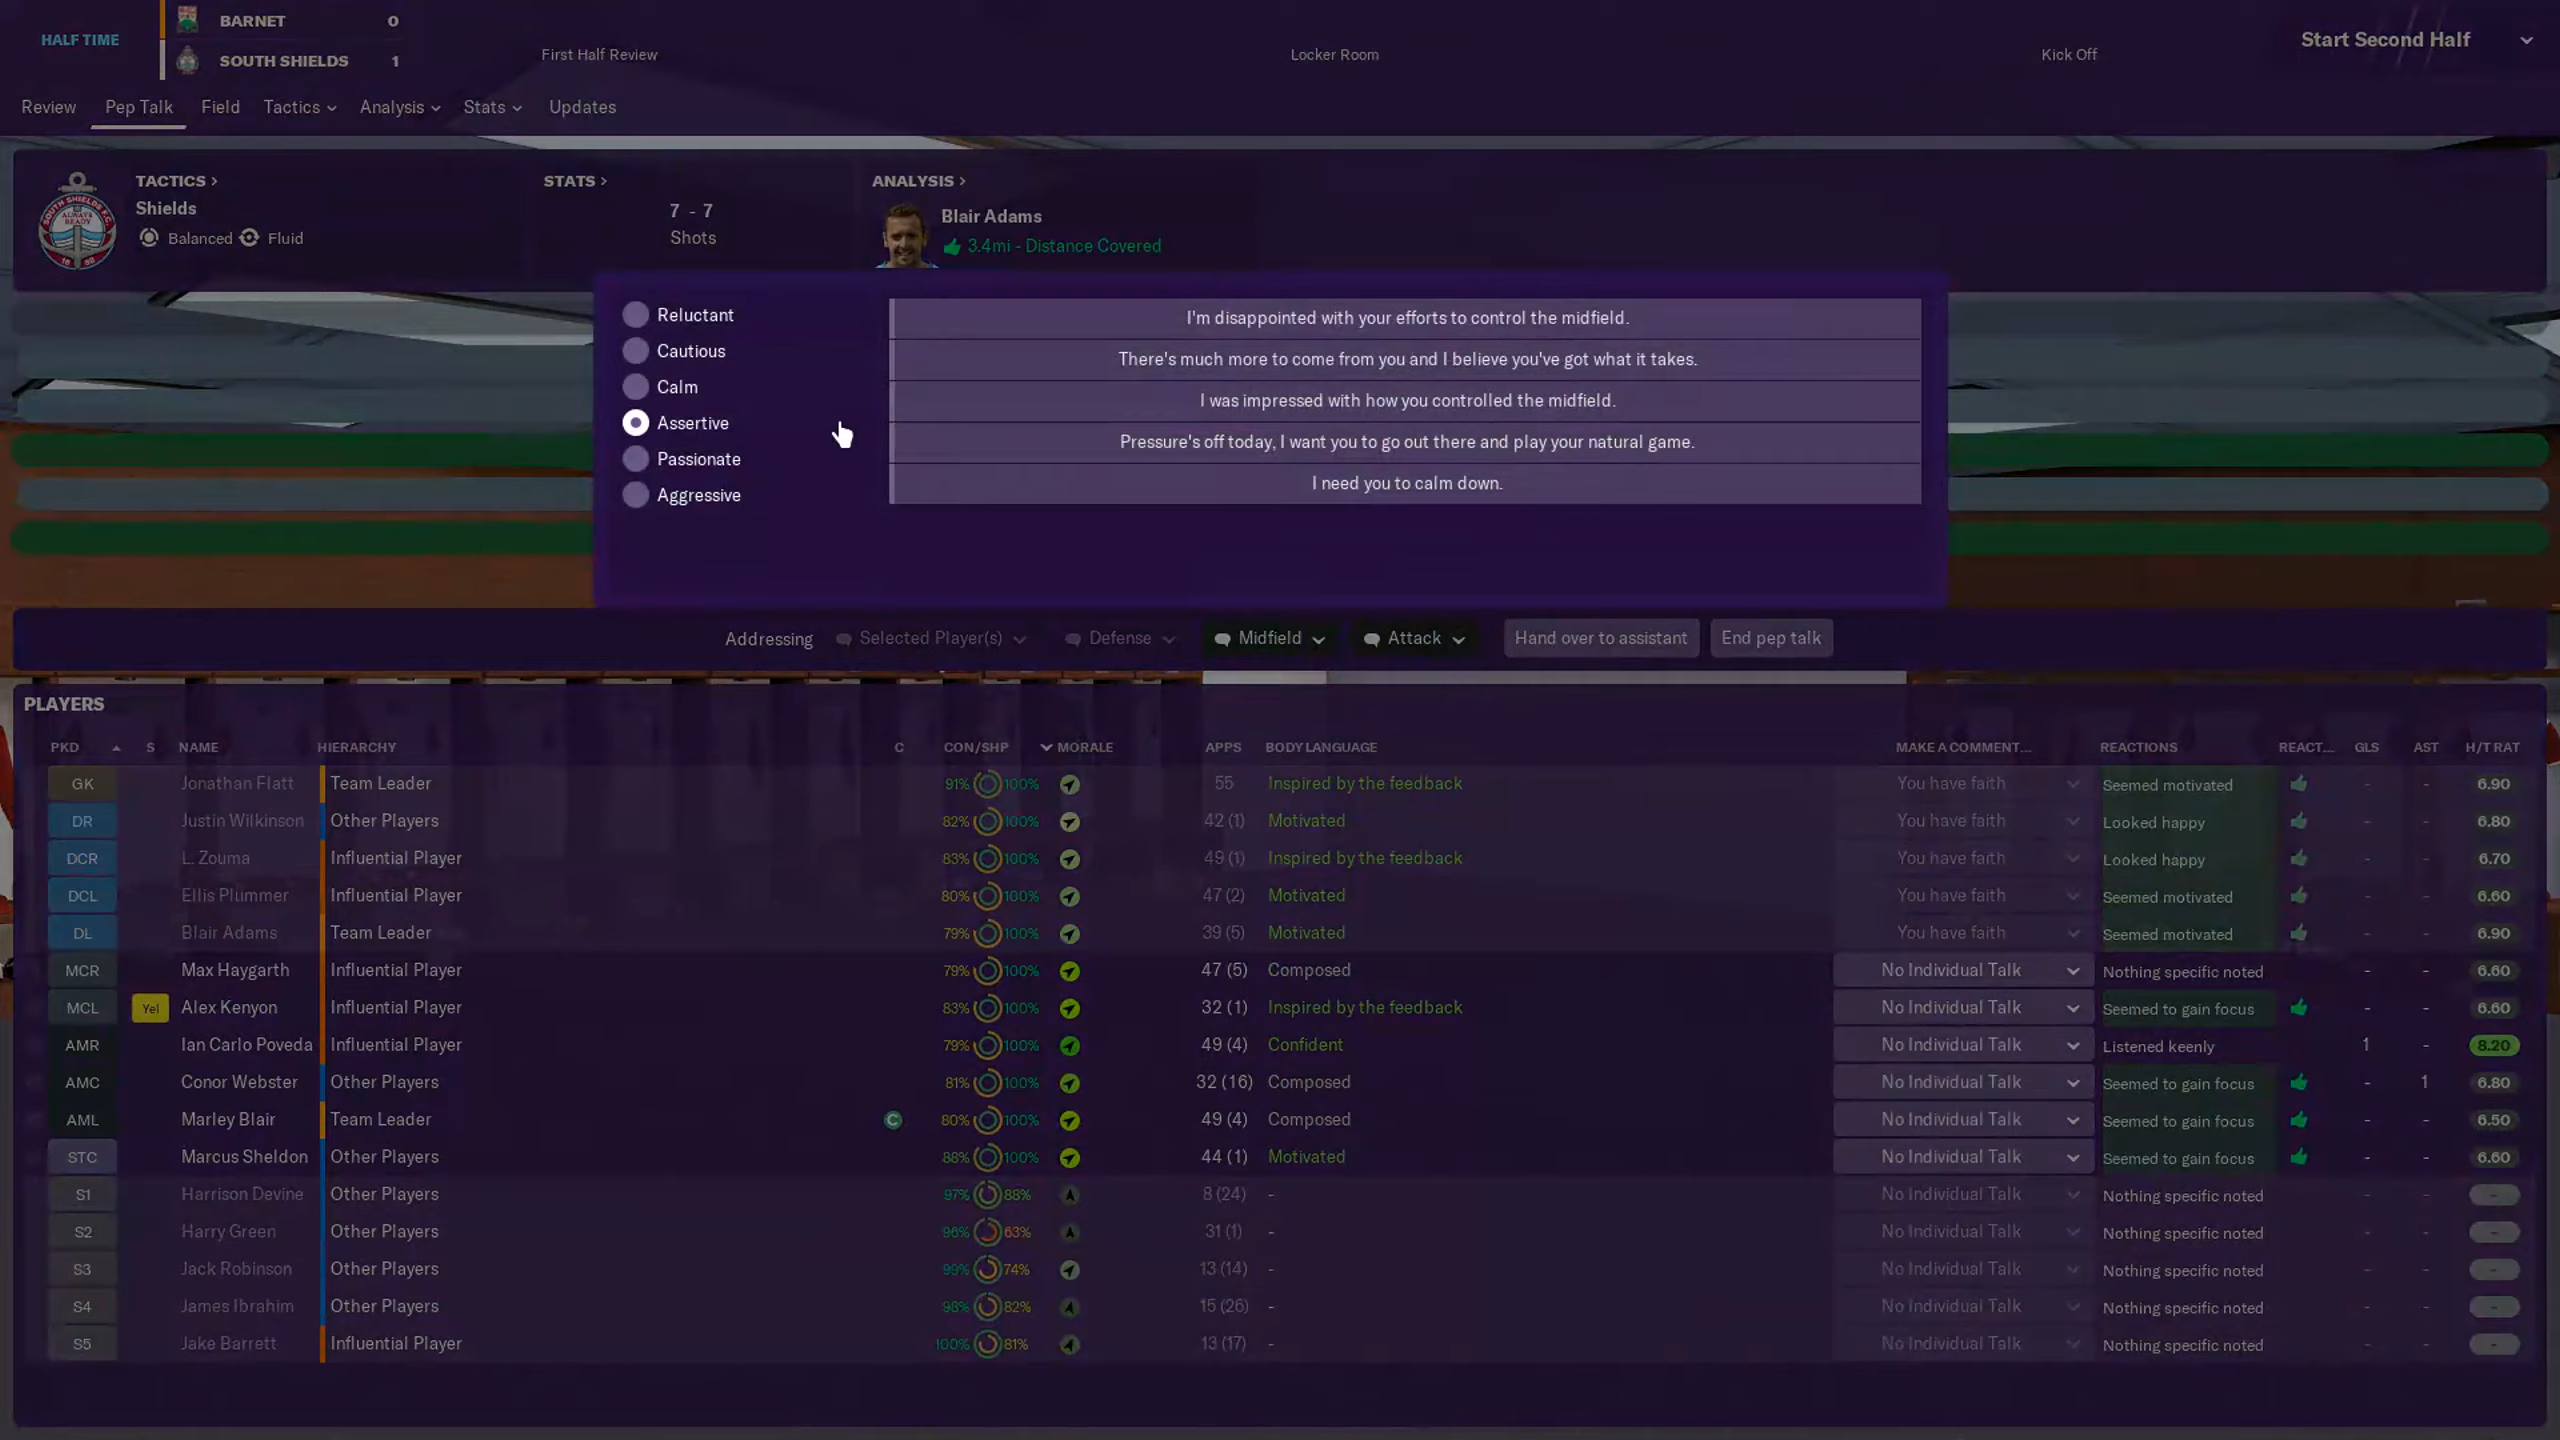 HALF TIME
BARNET 0
SOUTH SHIELDS 1
First Half Review
Locker Room
Kick Off
Start Second Half
Review Pep Talk Field Tactics Analysis Stats Updates
TACTICS >
Shields
Balanced Fluid
STATS >
7 - 7
Shots
ANALYSIS >
Blair Adams
3.4mi - Distance Covered
SOUTH SHIELDS F.C.
ALWAYS READY
Reluctant
Cautious
Calm
Assertive
Passionate
Aggressive
I'm disappointed with your efforts to control the midfield.
There's much more to come from you and I believe you've got what it takes.
I was impressed with how you controlled the midfield.
Pressure's off today, I want you to go out there and play your natural game.
I need you to calm down.
Addressing Selected Player(s) Defense Midfield Attack Hand over to assistant End pep talk
PLAYERS
PKD S NAME HIERARCHY C CON/SHP MORALE APPS BODY LANGUAGE MAKE A COMMENT... REACTIONS REACT... GLS AST H/T RAT
GK Jonathan Flatt Team Leader 91% 100% 55 Inspired by the feedback You have faith Seemed motivated - - 6.90
DR Justin Wilkinson Other Players 82% 100% 42 (1) Motivated You have faith Looked happy - - 6.80
DCR L. Zouma Influential Player 83% 100% 49 (1) Inspired by the feedback You have faith Looked happy - - 6.70
DCL Ellis Plummer Influential Player 80% 100% 47 (2) Motivated You have faith Seemed motivated - - 6.60
DL Blair Adams Team Leader 79% 100% 39 (5) Motivated You have faith Seemed motivated - - 6.90
MCR Max Haygarth Influential Player 79% 100% 47 (5) Composed No Individual Talk Nothing specific noted - - 6.60
MCL Yel Alex Kenyon Influential Player 83% 100% 32 (1) Inspired by the feedback No Individual Talk Seemed to gain focus - - 6.60
AMR Ian Carlo Poveda Influential Player 79% 100% 49 (4) Confident No Individual Talk Listened keenly 1 - 8.20
AMC Conor Webster Other Players 81% 100% 32 (16) Composed No Individual Talk Seemed to gain focus - 1 6.80
AML Marley Blair Team Leader C 80% 100% 49 (4) Composed No Individual Talk Seemed to gain focus - - 6.50
STC Marcus Sheldon Other Players 88% 100% 44 (1) Motivated No Individual Talk Seemed to gain focus - - 6.60
S1 Harrison Devine Other Players 97% 88% 8 (24) - No Individual Talk Nothing specific noted - - -
S2 Harry Green Other Players 96% 63% 31 (1) - No Individual Talk Nothing specific noted - - -
S3 Jack Robinson Other Players 99% 74% 13 (14) - No Individual Talk Nothing specific noted - - -
S4 James Ibrahim Other Players 98% 82% 15 (26) - No Individual Talk Nothing specific noted - - -
S5 Jake Barrett Influential Player 100% 81% 13 (17) - No Individual Talk Nothing specific noted - - -